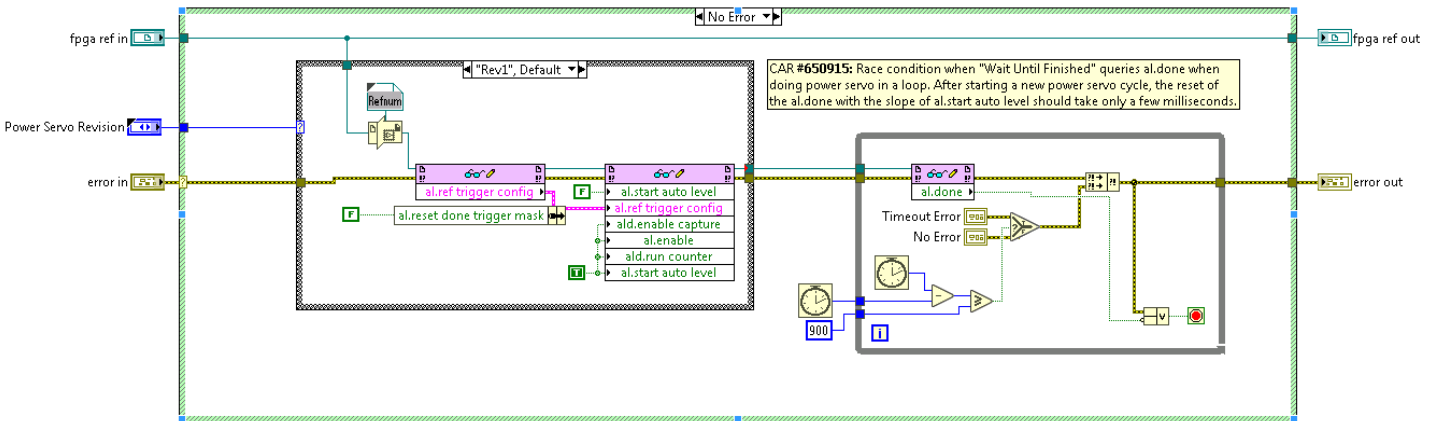 No Error
fpga ref in
fpga ref out
"Rev1", Default
CAR #650915: Race condition when "Wait Until Finished" queries al.done when
doing power servo in a loop. After starting a new power servo cycle, the reset of
the al.done with the slope of al.start auto level should take only a few milliseconds.
Refnum
Power Servo Revision
?
error in
?
al.ref trigger config
F
al.reset done trigger mask
F
al.start auto level
al.ref trigger config
ald.enable capture
al.enable
ald.run counter
T
al.start auto level
al.done
error out
Timeout Error
No Error
900
i